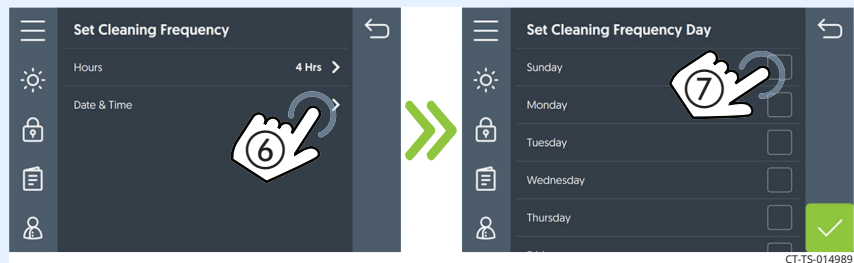 Set Cleaning Frequency
Hours 4 Hrs
Date & Time
6
Set Cleaning Frequency Day
Sunday
7
Monday
Tuesday
Wednesday
Thursday
CT-TS-014989